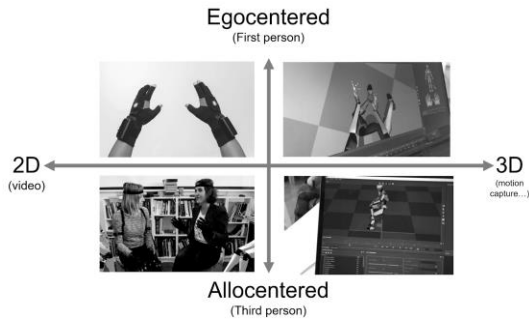 Egocentered
(First person)
2D
(video)
3D
(motion
capture…)
Allocentered
(Third person)